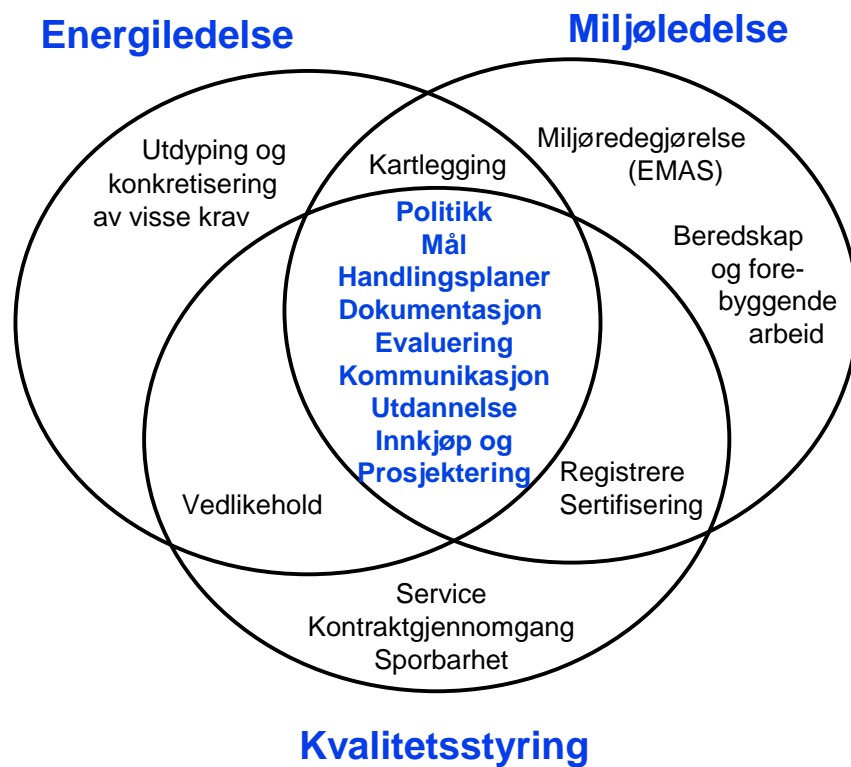 Energiledelse
Miljøledelse
Utdyping og
konkretisering
av visse krav
Kartlegging
Miljøredegjørelse
(EMAS)
Beredskap
og fore-
byggende
arbeid
Politikk
Mål
Handlingsplaner
Dokumentasjon
Evaluering
Kommunikasjon
Utdannelse
Innkjøp og
Prosjektering
Vedlikehold
Registrere
Sertifisering
Service
Kontraktgjennomgang
Sporbarhet
Kvalitetsstyring